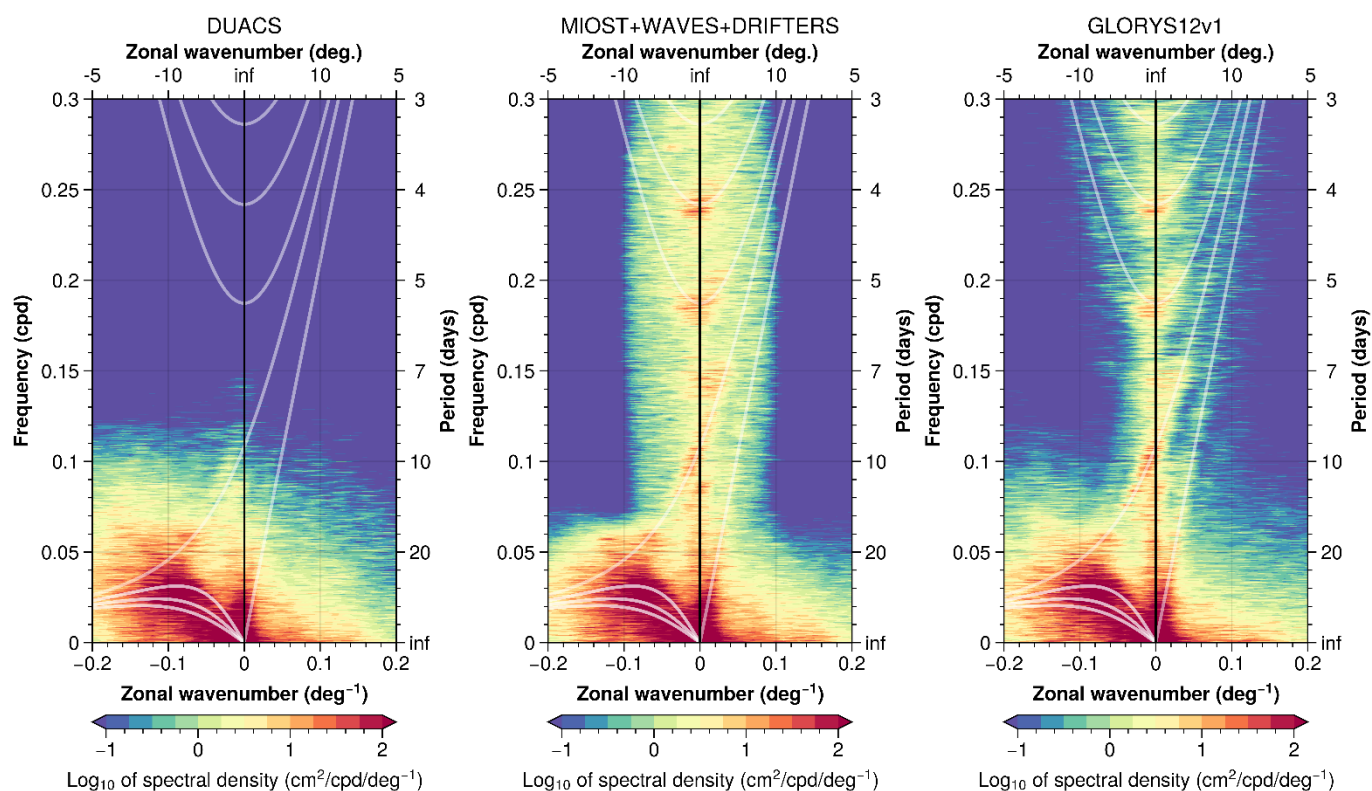 DUACS
Zonal wavenumber (deg.)
-5 -10 inf 10 5
0.3 0.25 0.2 0.15 0.1 0.05 0
Frequency (cpd)
3 4 5 7 10 20 inf
Period (days)
−0.2 −0.1 0 0.1 0.2
Zonal wavenumber (deg⁻¹)
−1 0 1 2
Log₁₀ of spectral density (cm²/cpd/deg⁻¹)
MIOST+WAVES+DRIFTERS
Zonal wavenumber (deg.)
-5 -10 inf 10 5
0.3 0.25 0.2 0.15 0.1 0.05 0
Frequency (cpd)
3 4 5 7 10 20 inf
Period (days)
−0.2 −0.1 0 0.1 0.2
Zonal wavenumber (deg⁻¹)
−1 0 1 2
Log₁₀ of spectral density (cm²/cpd/deg⁻¹)
GLORYS12v1
Zonal wavenumber (deg.)
-5 -10 inf 10 5
0.3 0.25 0.2 0.15 0.1 0.05 0
Frequency (cpd)
3 4 5 7 10 20 inf
Period (days)
−0.2 −0.1 0 0.1 0.2
Zonal wavenumber (deg⁻¹)
−1 0 1 2
Log₁₀ of spectral density (cm²/cpd/deg⁻¹)